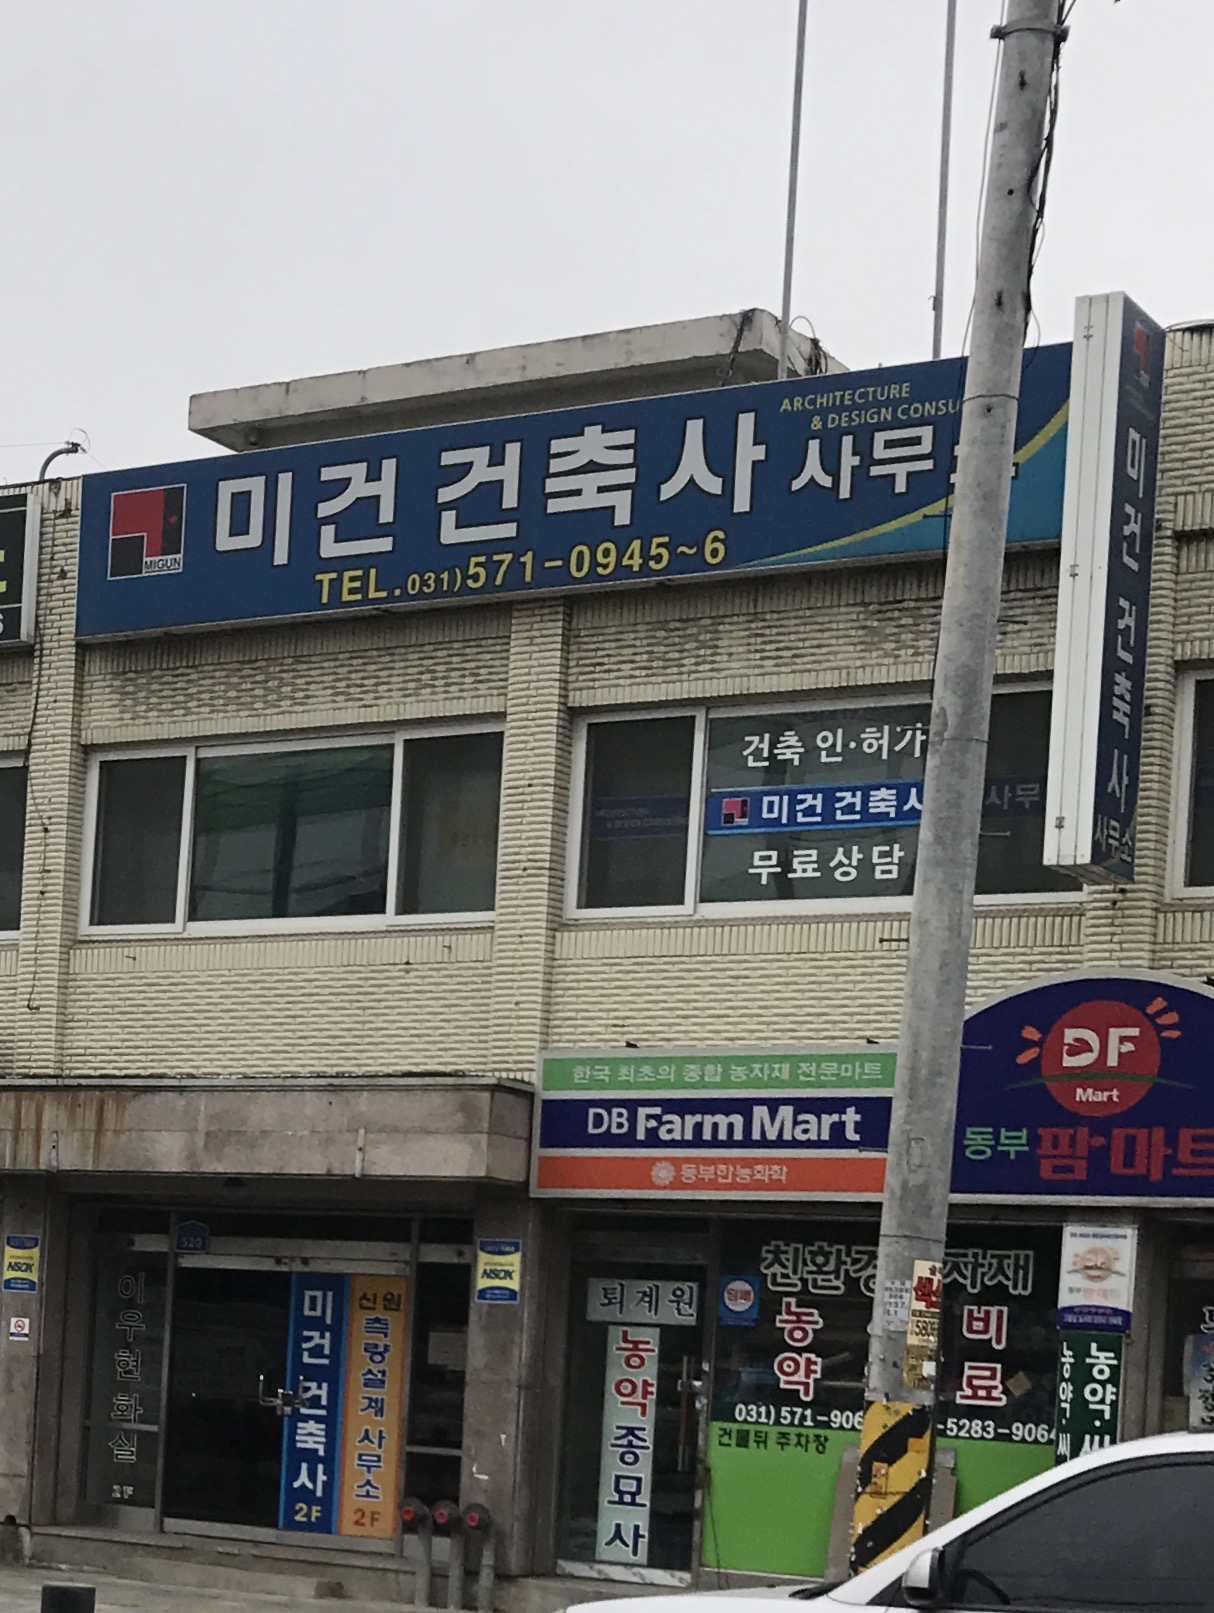 ARCHITECTURE
& DESIGN CONSU
미건 건축사 사무
MIGUN
TEL.031)571-0945~6
미건 건축사
사무소
건축 인·허가
미건 건축사
사무
무료상담
한국 최초의 종합 농자재 전문마트
DB Farm Mart
동부한농화학
DF
Mart
동부 팜마트
520
NSOK
NSOK
이우현화실
2F
미건 건축사
2F
신원
측량설계사무소
2F
퇴계원
농약종묘사
친환경 자재
농약
비료
031) 571-906
-5283-9064
건물뒤 주차장
농약·씨
농약·씨